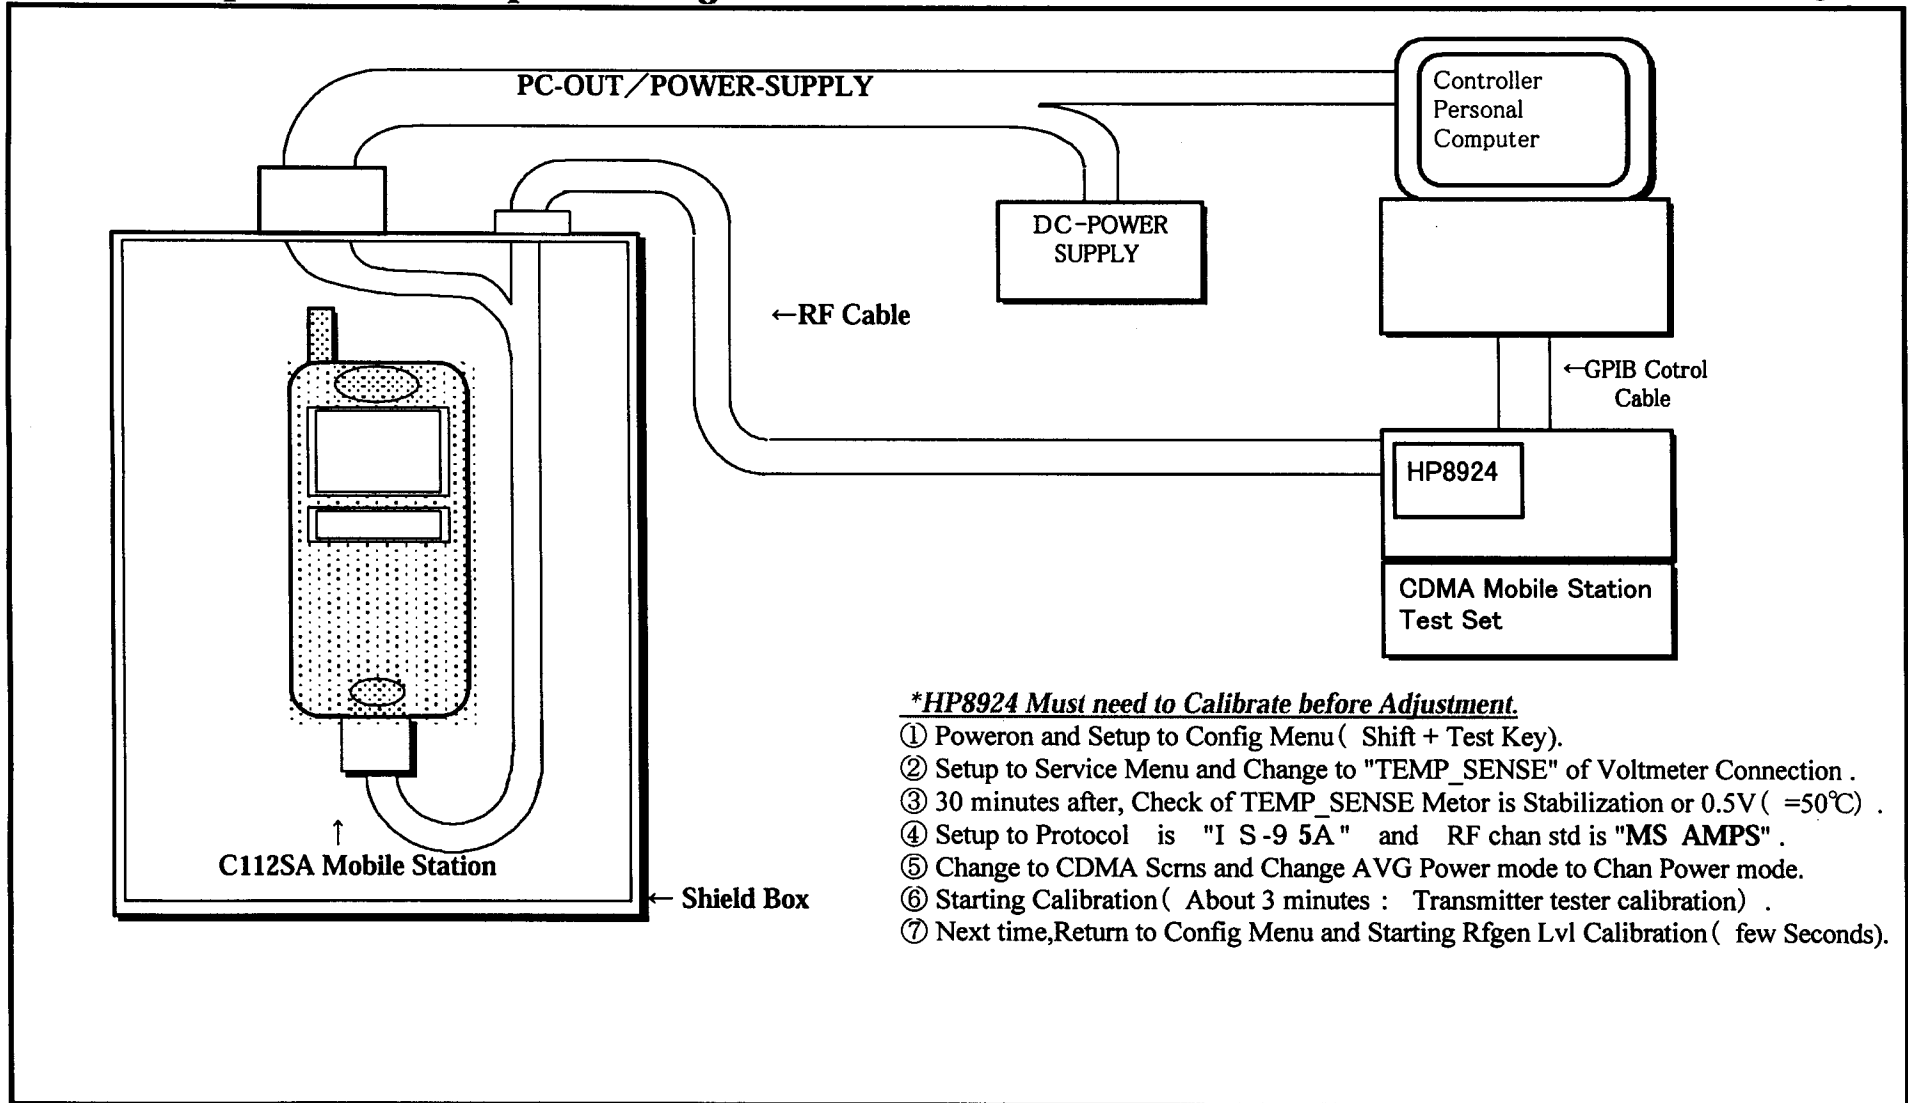 PC-OUT／POWER-SUPPLY
Controller
Personal
Computer
DC-POWER
SUPPLY
←RF Cable
←GPIB Cotrol
Cable
HP8924
CDMA Mobile Station
Test Set
↑
C112SA Mobile Station
← Shield Box
*HP8924 Must need to Calibrate before Adjustment.
① Poweron and Setup to Config Menu( Shift + Test Key).
② Setup to Service Menu and Change to "TEMP_SENSE" of Voltmeter Connection .
③ 30 minutes after, Check of TEMP_SENSE Metor is Stabilization or 0.5V( =50℃) .
④ Setup to Protocol is "I S-9 5A" and RF chan std is "MS AMPS" .
⑤ Change to CDMA Scrns and Change AVG Power mode to Chan Power mode.
⑥ Starting Calibration( About 3 minutes : Transmitter tester calibration) .
⑦ Next time,Return to Config Menu and Starting Rfgen Lvl Calibration( few Seconds).